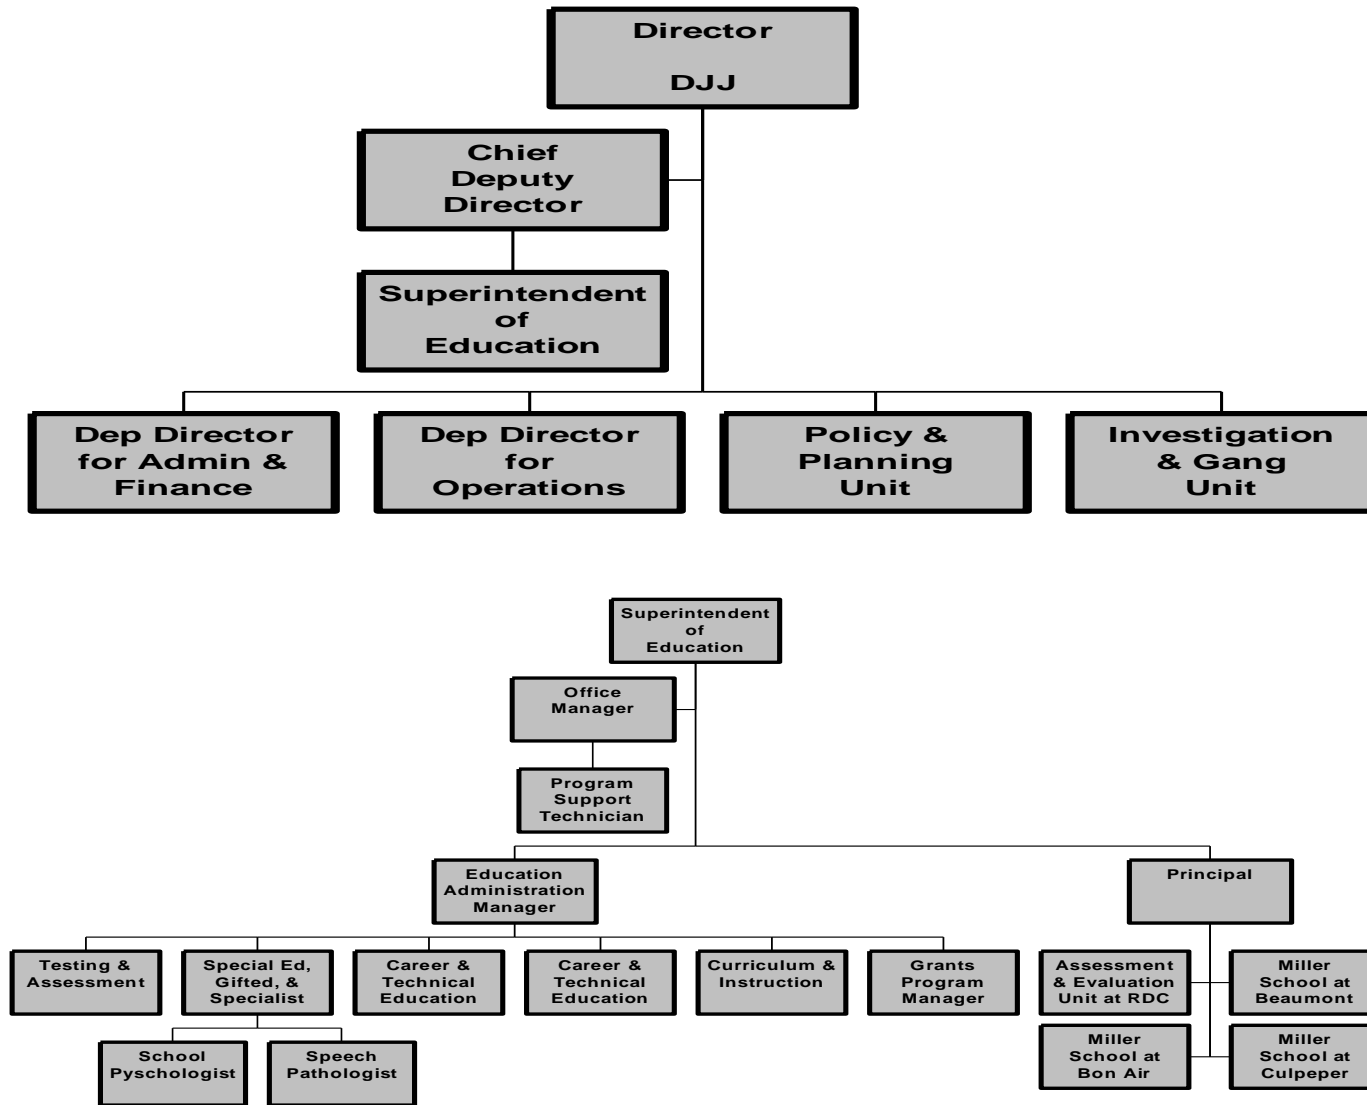 Director
DJJ
Chief
Deputy
Director
Superintendent
of
Education
Dep Director
for Admin &
Finance
Dep Director
for
Operations
Policy &
Planning
Unit
Investigation
& Gang
Unit
Superintendent
of
Education
Office
Manager
Program
Support
Technician
Education
Administration
Manager
Principal
Testing &
Assessment
Special Ed,
Gifted, &
Specialist
Career &
Technical
Education
Career &
Technical
Education
Curriculum &
Instruction
Grants
Program
Manager
Assessment
& Evaluation
Unit at RDC
Miller
School at
Beaumont
School
Pyschologist
Speech
Pathologist
Miller
School at
Bon Air
Miller
School at
Culpeper